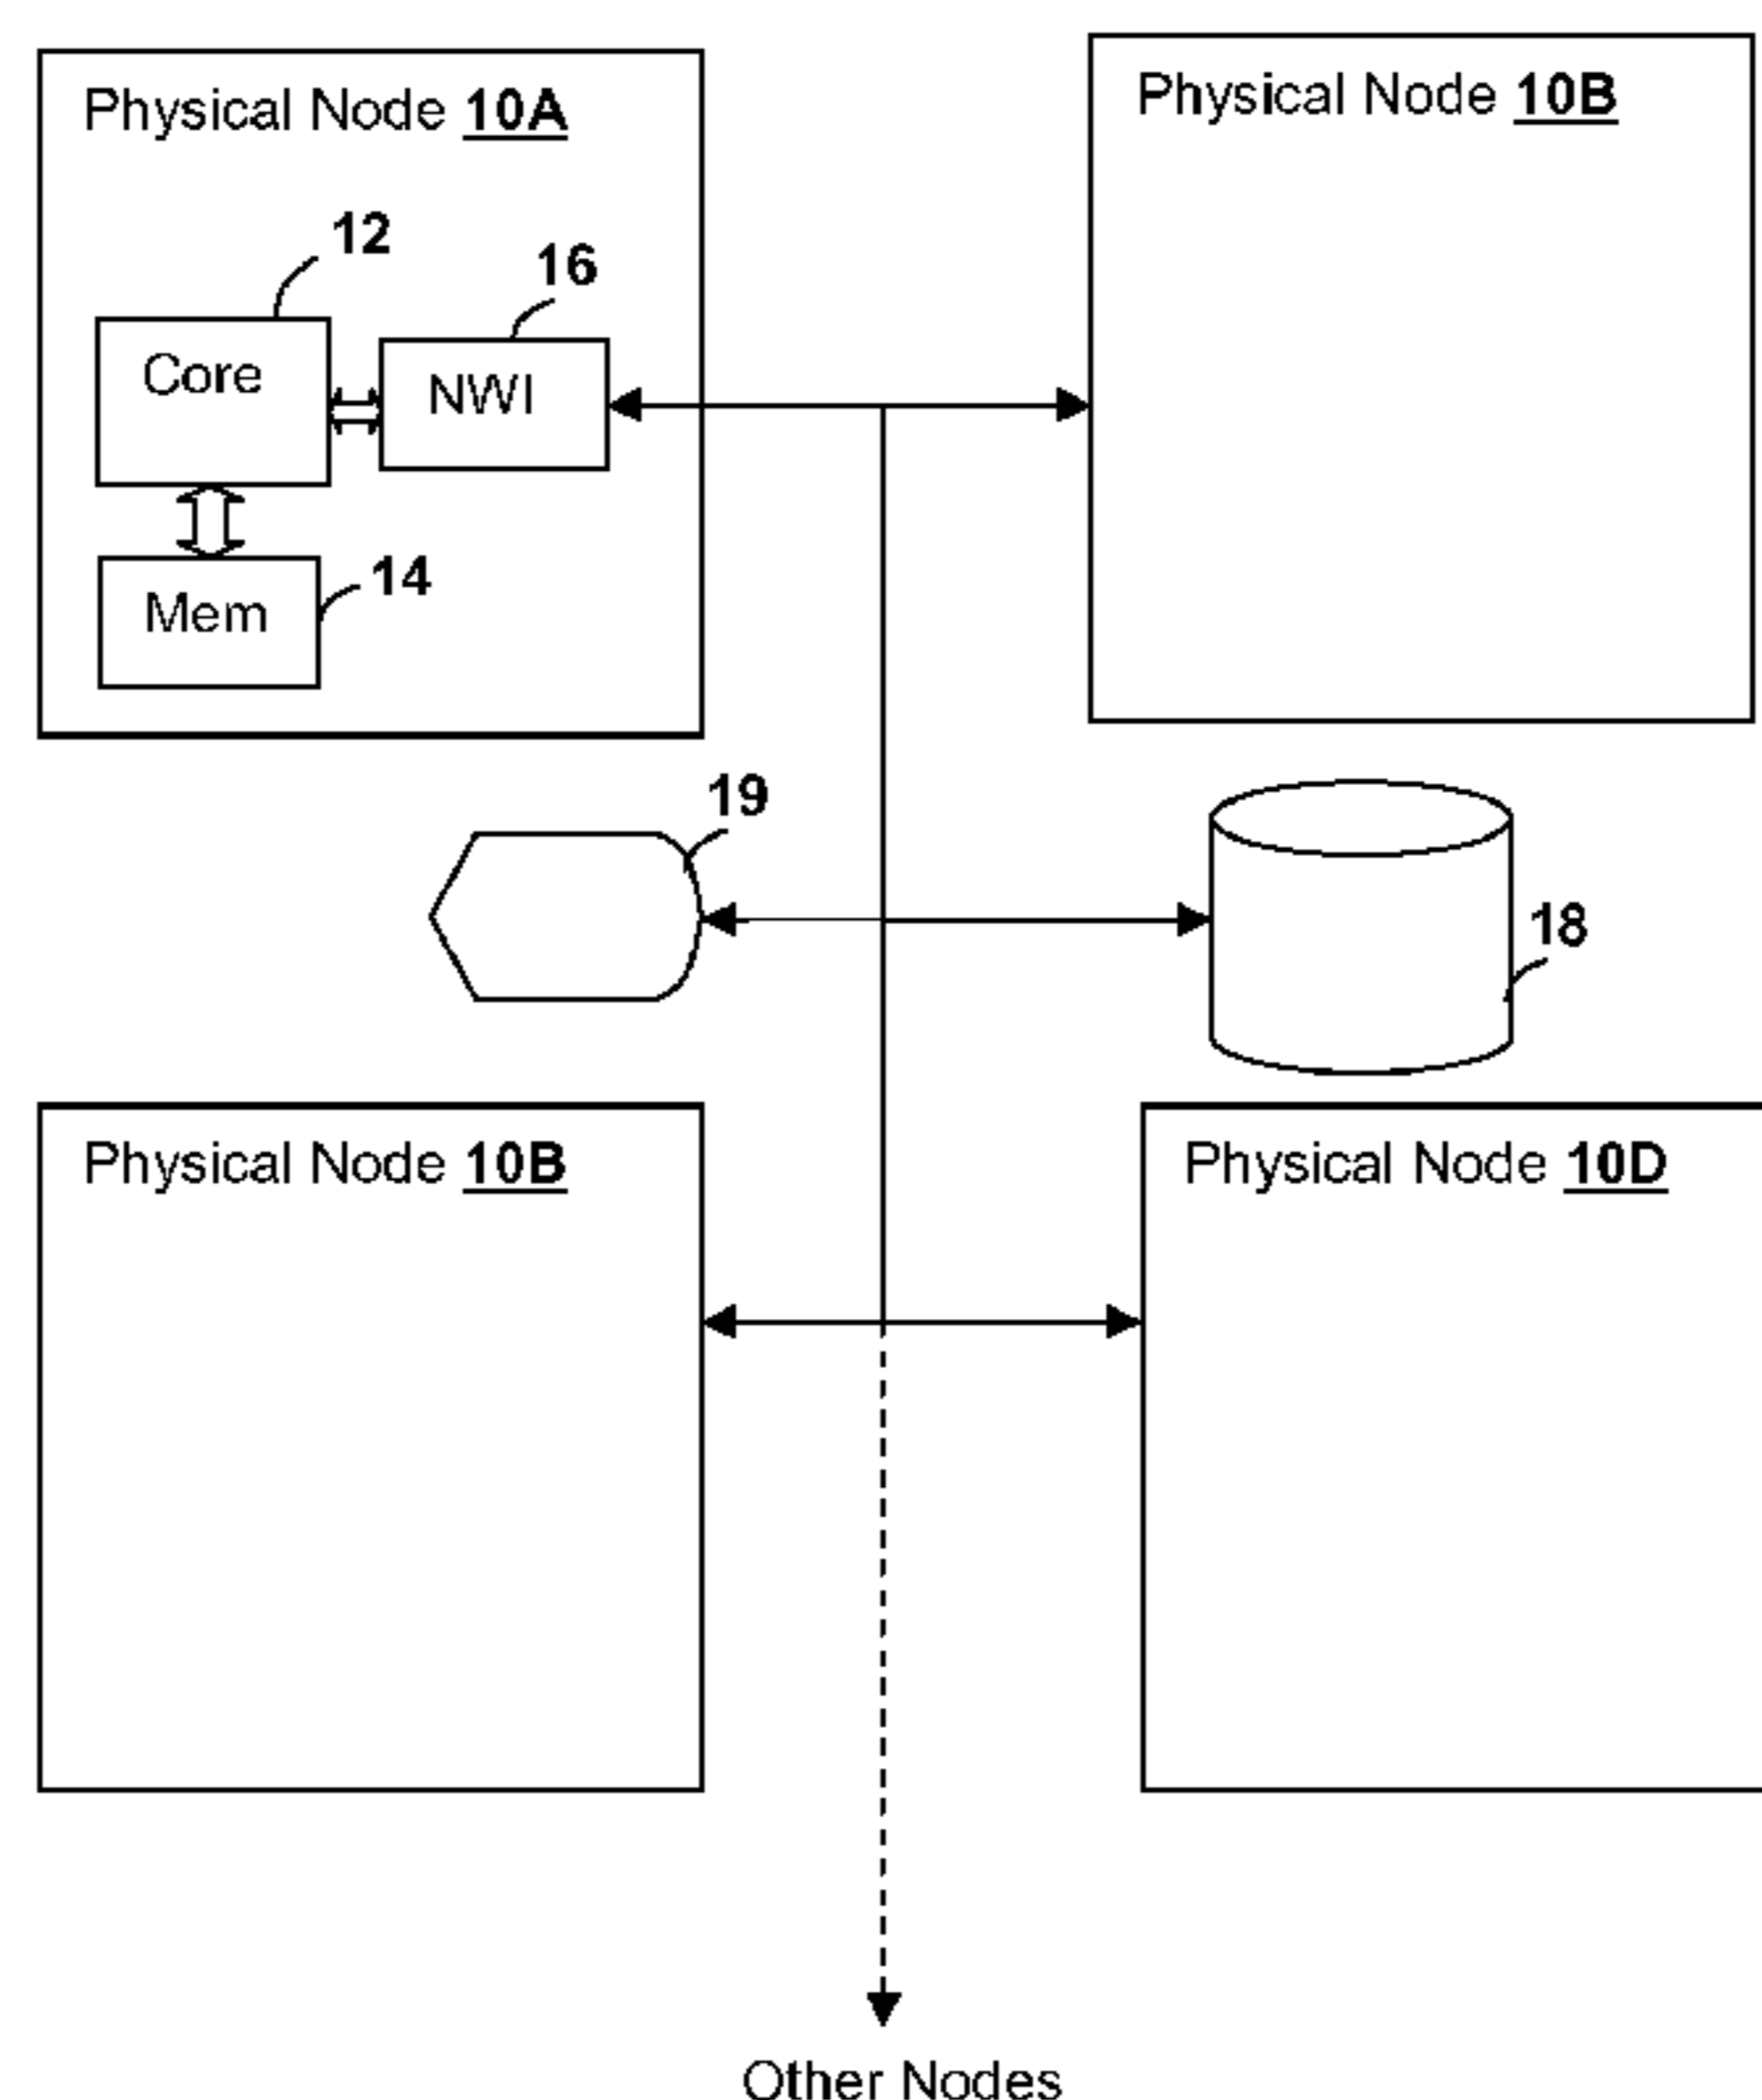 Physical Node 10A
Physical Node 10B
12
16
Core
NWI
14
Mem
19
18
Physical Node 10B
Physical Node 10D
Other Nodes